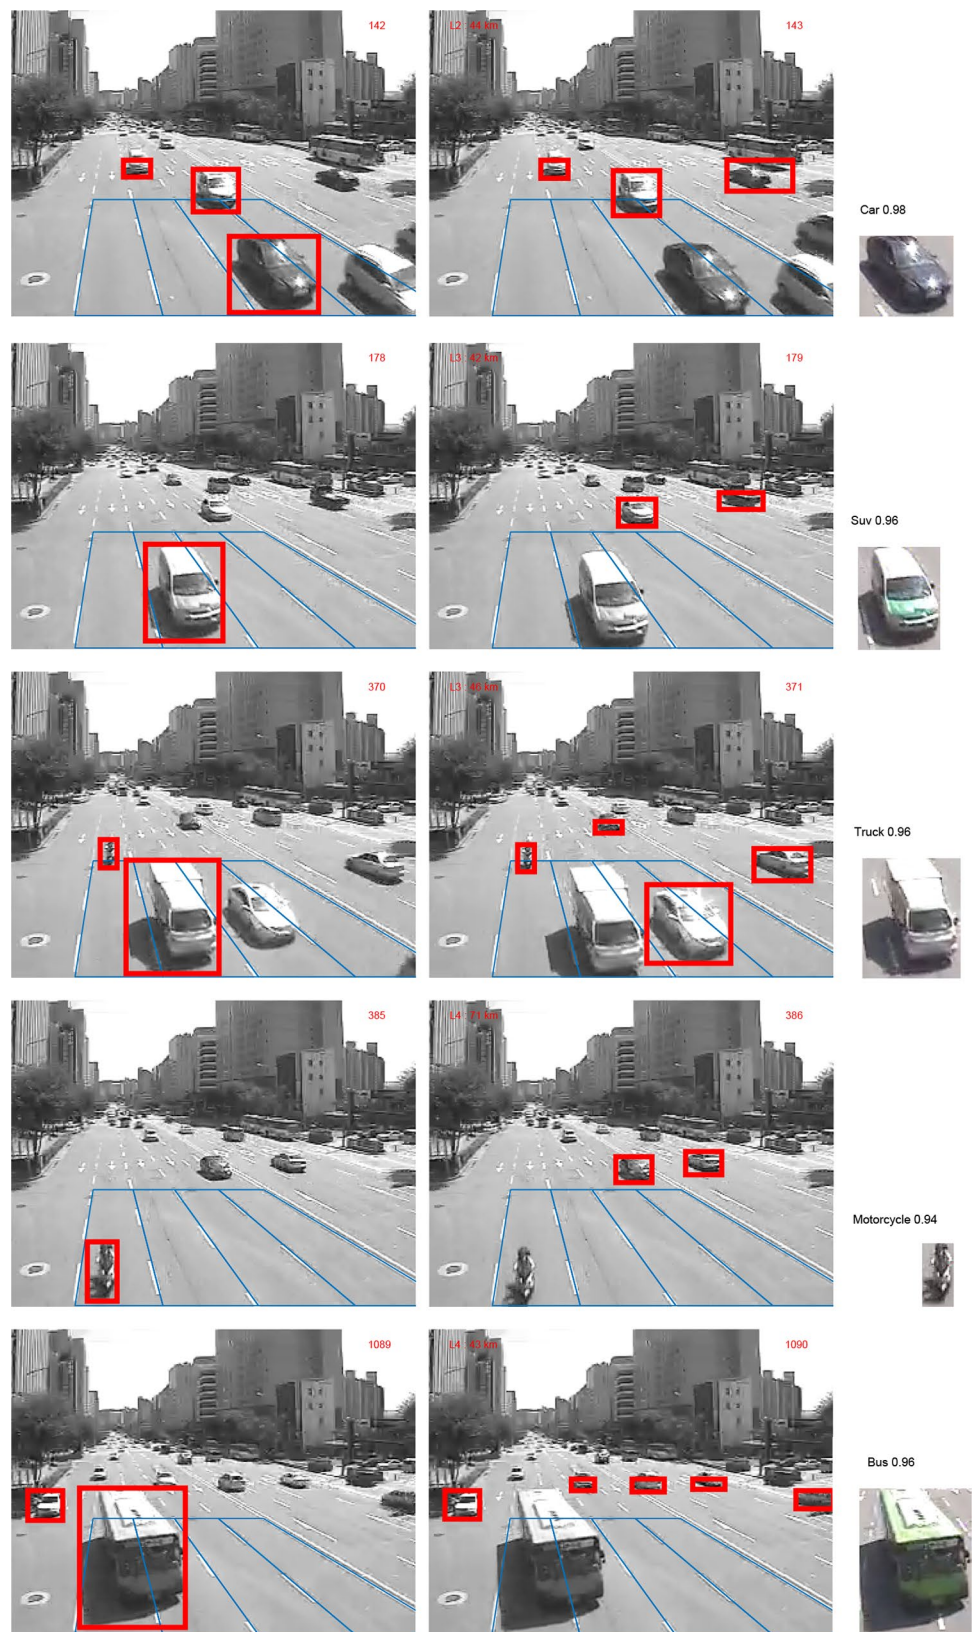 142
L2 : 44 km
143
Car 0.98
178
L3 : 42 km
179
Suv 0.96
370
L3 : 46 km
371
Truck 0.96
385
L4 : 71 km
386
Motorcycle 0.94
1089
L4 : 43 km
1090
Bus 0.96